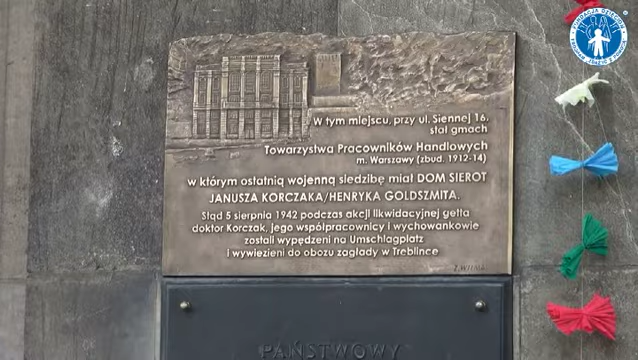 W tym miejscu, przy ul. Siennej 16,
stał gmach
Towarzystwa Pracowników Handlowych
m. Warszawy (zbud. 1912-14)
w którym ostatnią wojenną siedzibę miał DOM SIEROT
JANUSZA KORCZAKA/HENRYKA GOLDSZMITA.
Stąd 5 sierpnia 1942 podczas akcji likwidacyjnej getta
doktor Korczak, jego współpracownicy i wychowankowie
zostali wypędzeni na Umschlagplatz
i wywiezieni do obozu zagłady w Treblince
PAŃSTWOWY
FUNDACJA DZIECIOM